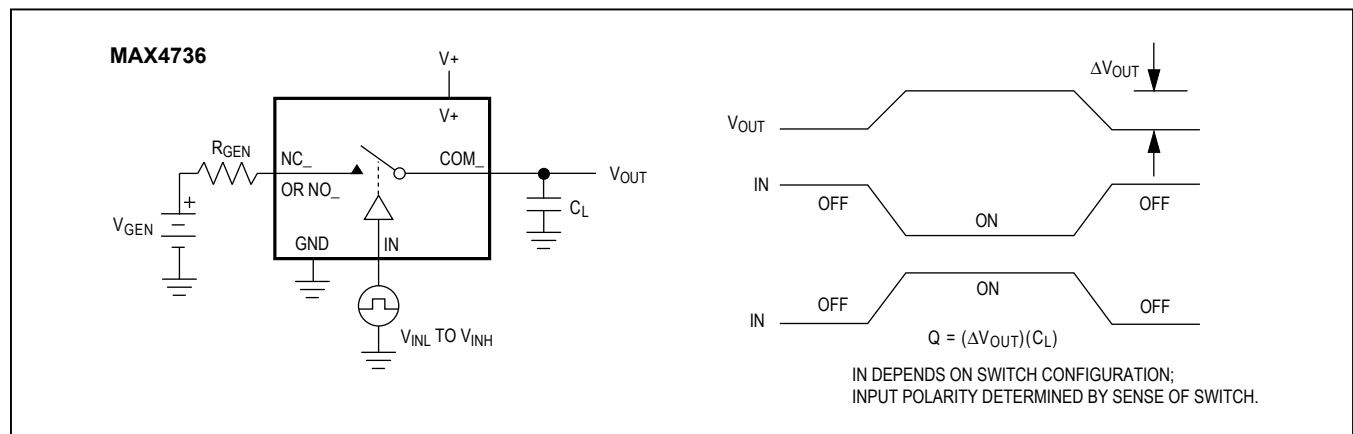 MAX4736
V+
V+
RGEN
NC_
OR NO_
COM_
VOUT
CL
+
VGEN
GND
IN
VINL TO VINH
ΔVOUT
VOUT
IN
OFF
ON
OFF
IN
OFF
ON
OFF
Q = (ΔVOUT)(CL)
IN DEPENDS ON SWITCH CONFIGURATION;
INPUT POLARITY DETERMINED BY SENSE OF SWITCH.